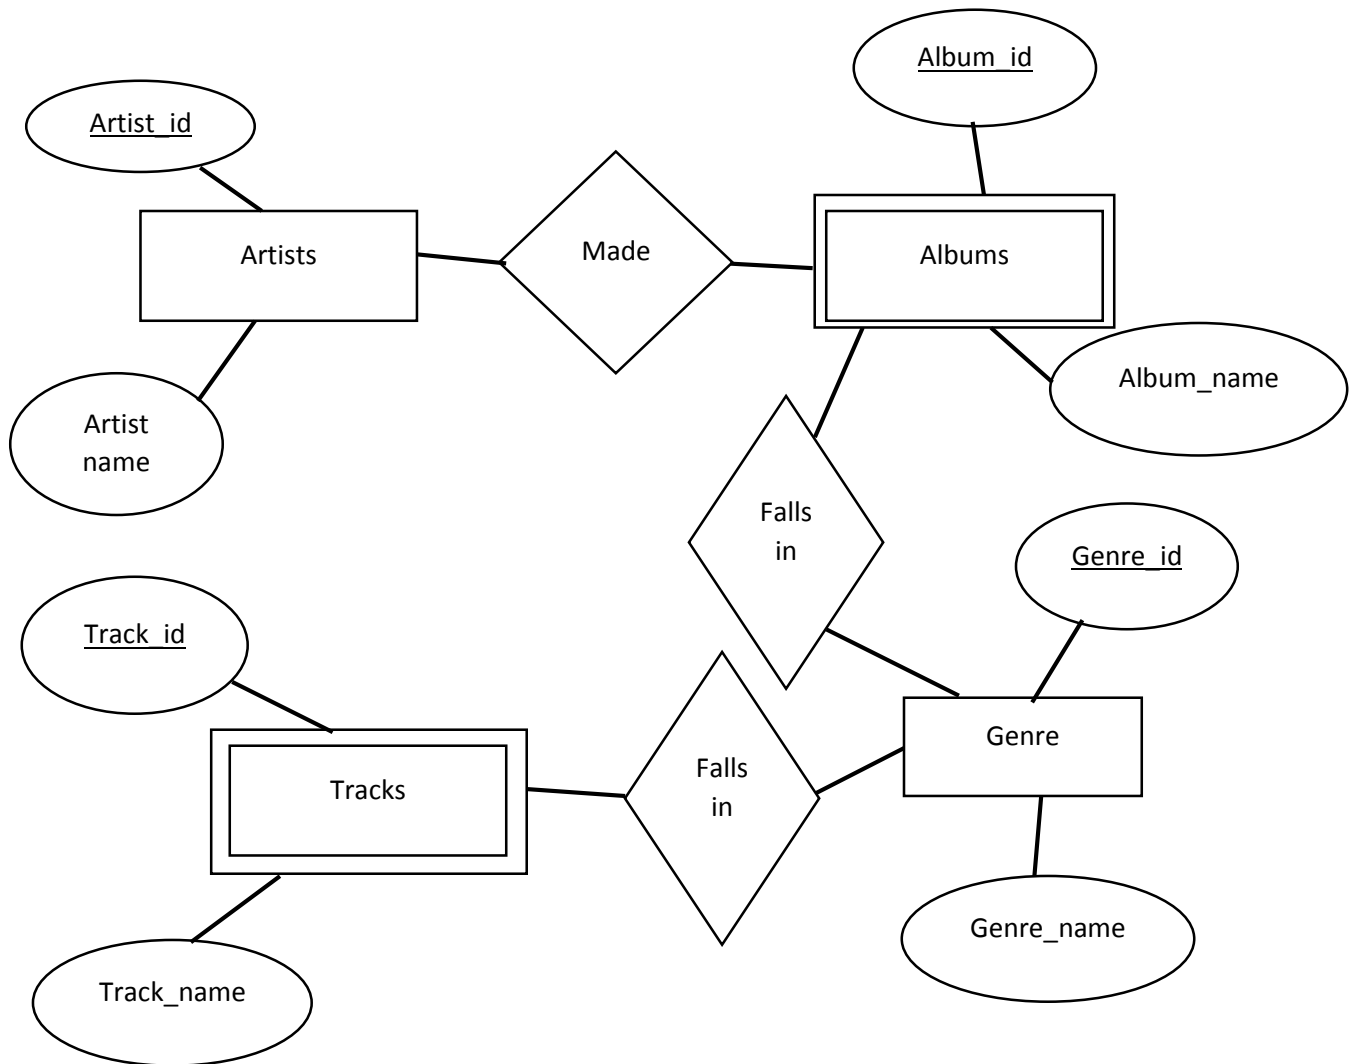 Album_id
Artist_id
Artists
Made
Albums
Album_name
Artist
name
Falls
in
Genre_id
Track_id
Genre
Falls
in
Tracks
Genre_name
Track_name